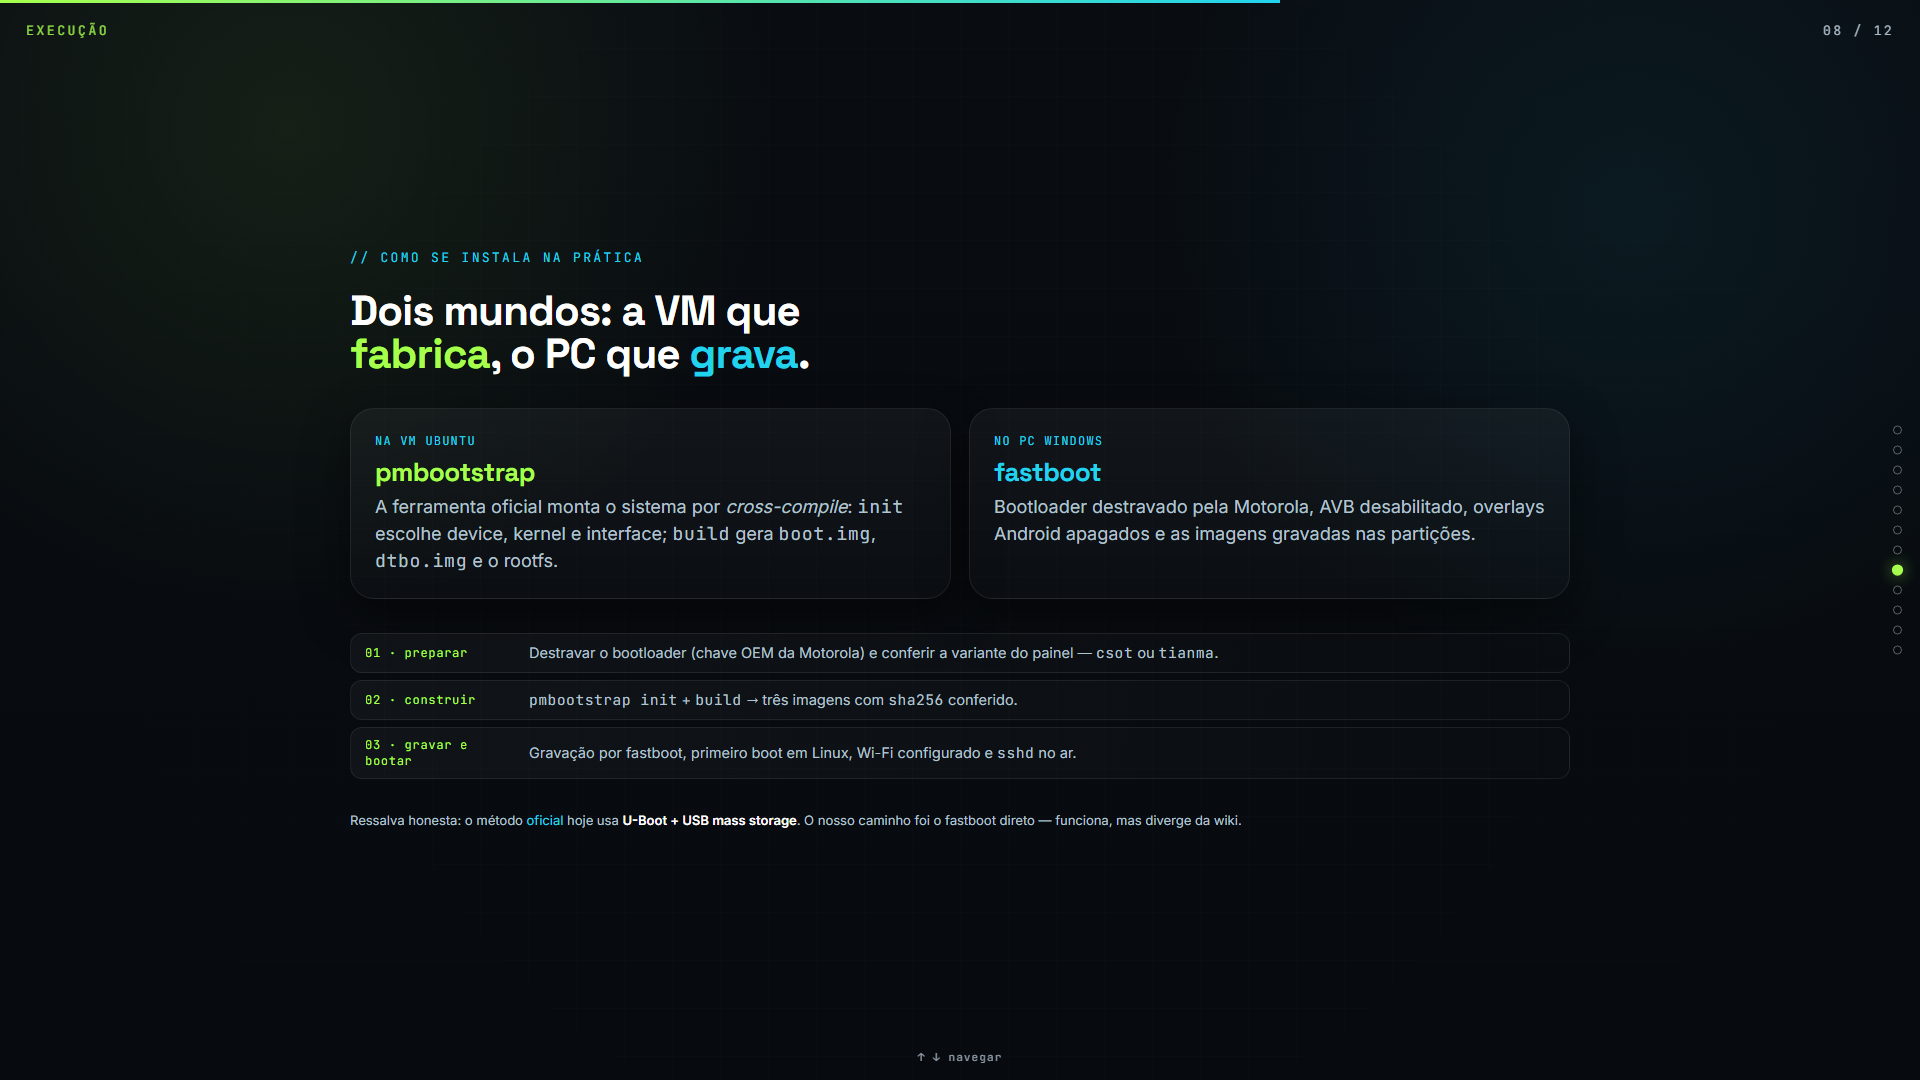 EXECUÇÃO
08 / 12
// COMO SE INSTALA NA PRÁTICA
Dois mundos: a VM que
fabrica, o PC que grava.
NA VM UBUNTU
pmbootstrap
A ferramenta oficial monta o sistema por cross-compile: init
escolhe device, kernel e interface; build gera boot.img,
dtbo.img e o rootfs.
NO PC WINDOWS
fastboot
Bootloader destravado pela Motorola, AVB desabilitado, overlays
Android apagados e as imagens gravadas nas partições.
01 · preparar
Destravar o bootloader (chave OEM da Motorola) e conferir a variante do painel — csot ou tianma.
02 · construir
pmbootstrap init + build → três imagens com sha256 conferido.
03 · gravar e
bootar
Gravação por fastboot, primeiro boot em Linux, Wi-Fi configurado e sshd no ar.
Ressalva honesta: o método oficial hoje usa U-Boot + USB mass storage. O nosso caminho foi o fastboot direto — funciona, mas diverge da wiki.
↑ ↓ navegar